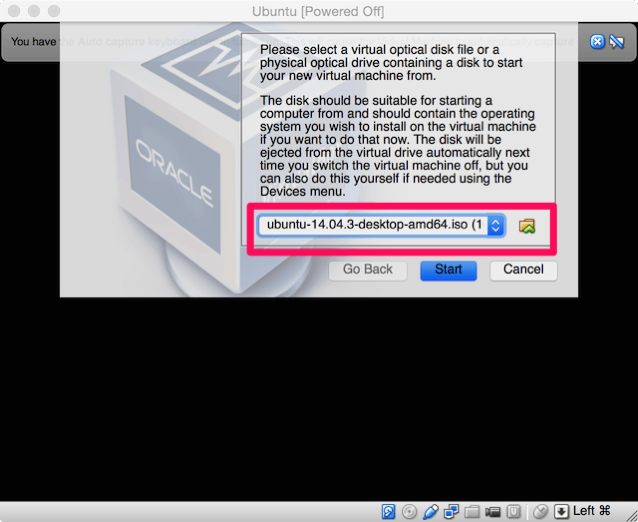 Ubuntu [Powered Off]
You have the Auto capture keyboard
Please select a virtual optical disk file or a
physical optical drive containing a disk to start
your new virtual machine from.
The disk should be suitable for starting a
computer from and should contain the operating
system you wish to install on the virtual machine
if you want to do that now. The disk will be
ejected from the virtual drive automatically next
time you switch the virtual machine off, but you
can also do this yourself if needed using the
Devices menu.
ORACLE
ubuntu-14.04.3-desktop-amd64.iso (1
Go Back
Start
Cancel
Left ⌘